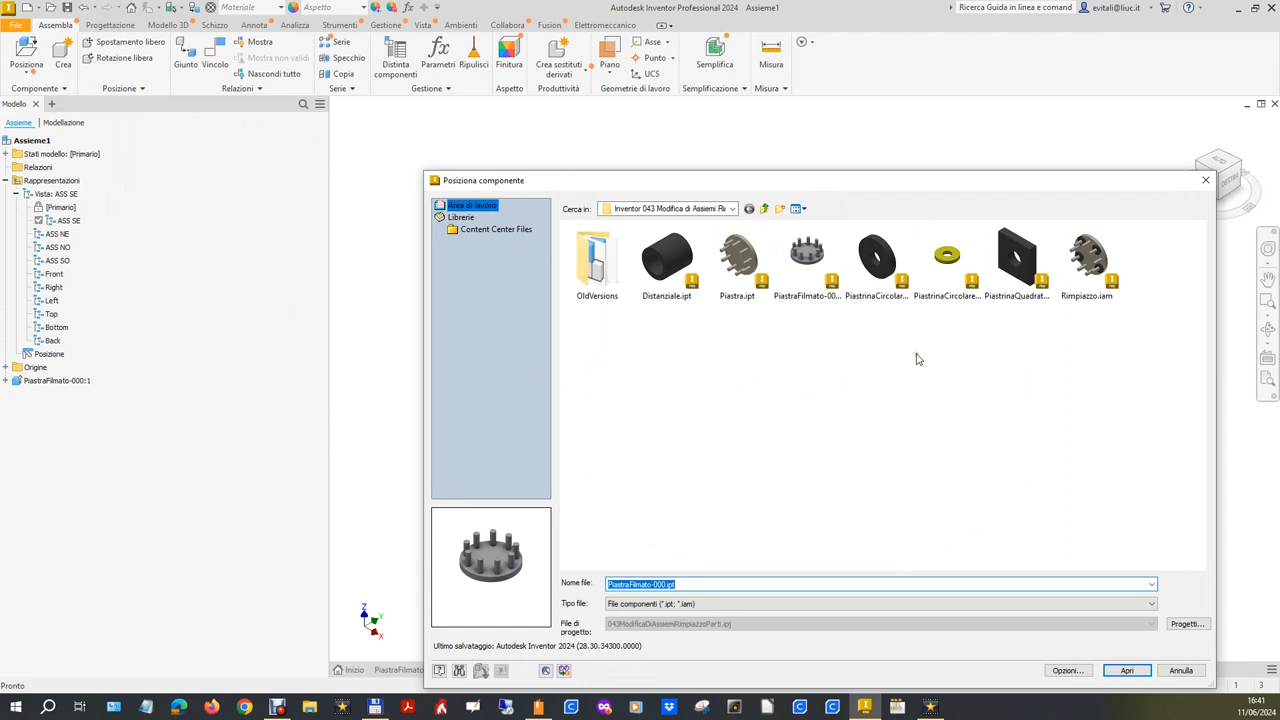 Materiale
Aspetto
Autodesk Inventor Professional 2024 Assieme1
Ricerca Guida in linea e comand
evitali@liuc.it
File Assembla Progettazione Modello 3D Schizzo Annota Analizza Strumenti Gestione Vista Ambienti Collabora Fusion Elettromeccanico
Posiziona
Crea
Spostamento libero
Rotazione libera
Giunto
Vincolo
Mostra
Mostra non validi
Nascondi tutto
Serie
Specchio
Copia
Distinta componenti
Parametri
Ripulisci
Finitura
Crea sostituti derivati
Piano
Asse
Punto
UCS
Semplifica
Misura
Componente Posizione Relazioni Serie Gestione Aspetto Produttività Geometrie di lavoro Semplificazione Misura
Modello
Assieme Modellazione
Assieme1
Stati modello: [Primario]
Relazioni
Rappresentazioni
Vista: ASS SE
[Primario]
ASS SE
ASS NE
ASS NO
ASS SO
Front
Right
Left
Top
Bottom
Back
Posizione
Origine
PiastraFilmato-000:1
Posiziona componente
Area di lavoro
Librerie
Content Center Files
Cerca in:
Inventor 043 Modifica di Assiemi Ri
OldVersions
Distanziale.ipt
Piastra.ipt
PiastraFilmato-00...
PiastrinaCircolar...
PiastrinaCircolare...
PiastrinaQuadrat...
Rimpiazzo.iam
Nome file:
PiastraFilmato-000.ipt
Tipo file:
File componenti (*.ipt; *.iam)
File di progetto:
043ModificaDiAssiemiRimpiazzoParti.ipj
Progetti...
Ultimo salvataggio: Autodesk Inventor 2024 (28.30.34300.0000)
Opzioni...
Apri
Annulla
ALTO
Z
Y
X
Inizio
PiastraFilmato
Pronto
1
3
16:41
11/06/2024